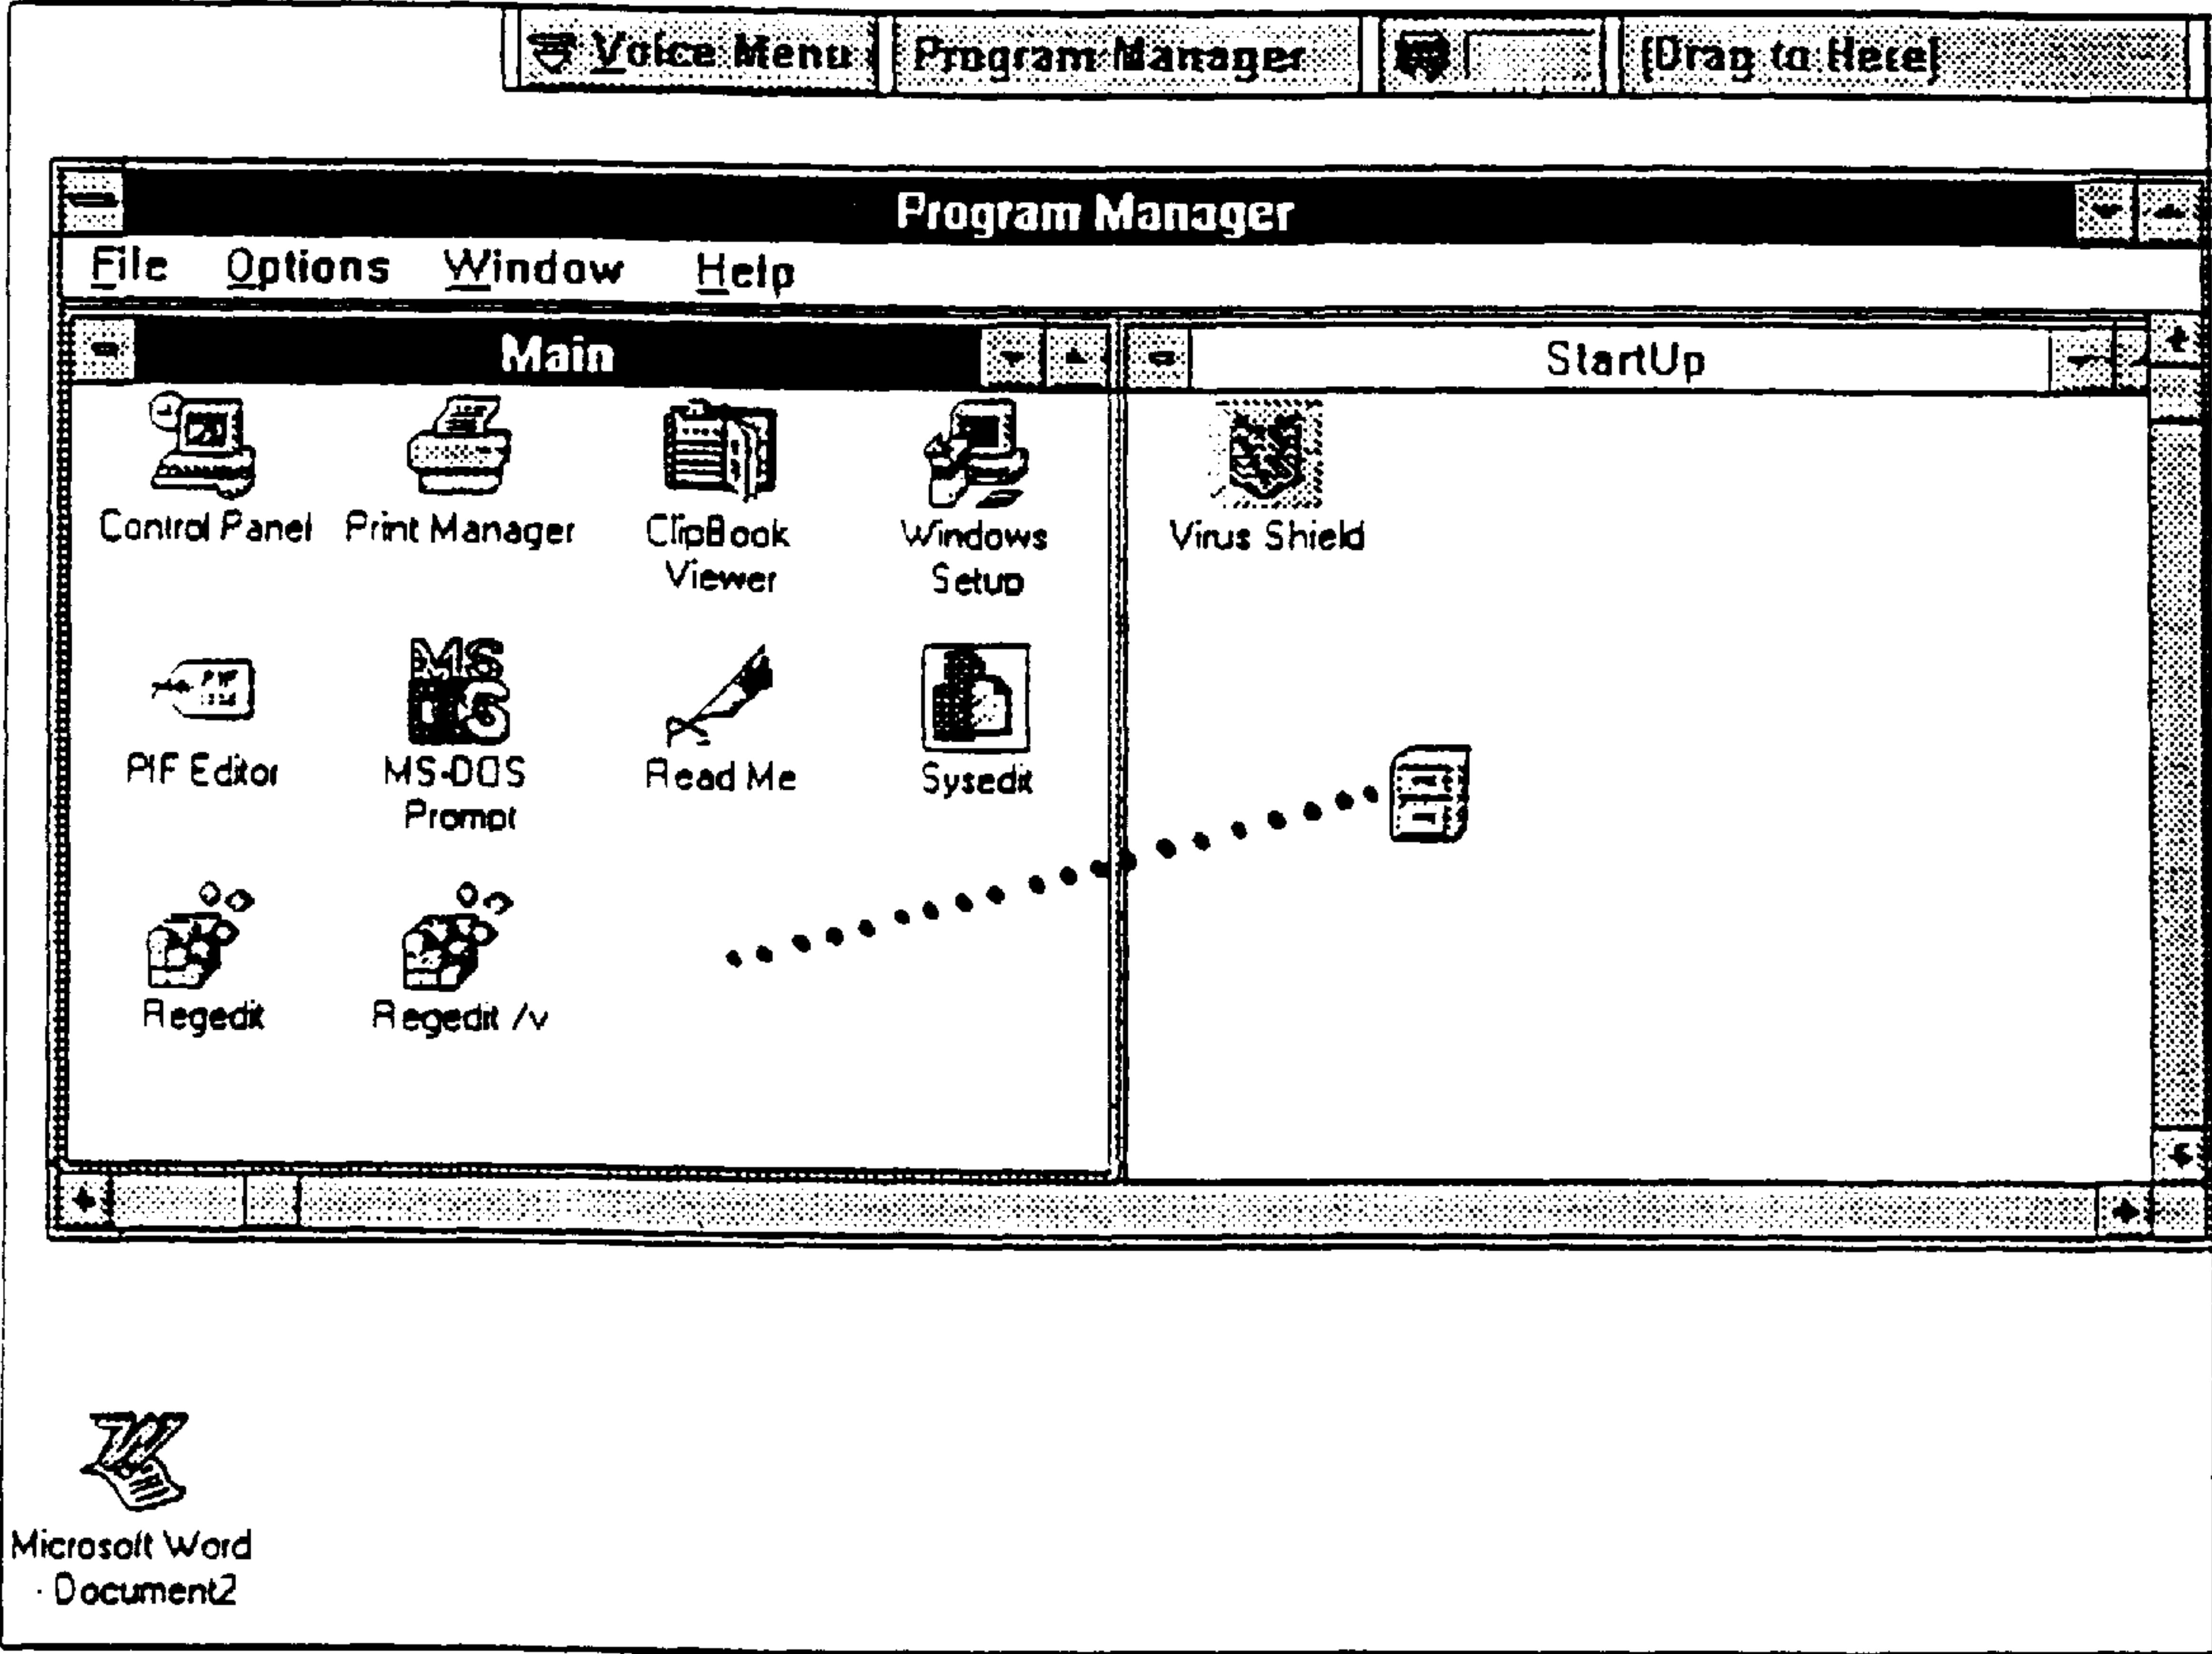 Voice Menu Program Manager [Drag to Here]
Program Manager
File Options Window Help
Main
StartUp
Control Panel Print Manager ClipBook Viewer Windows Setup
Virus Shield
PIF Editor MS-DOS Prompt Read Me Sysedit
MS
Regedit Regedit /v
Microsoft Word
- Document2